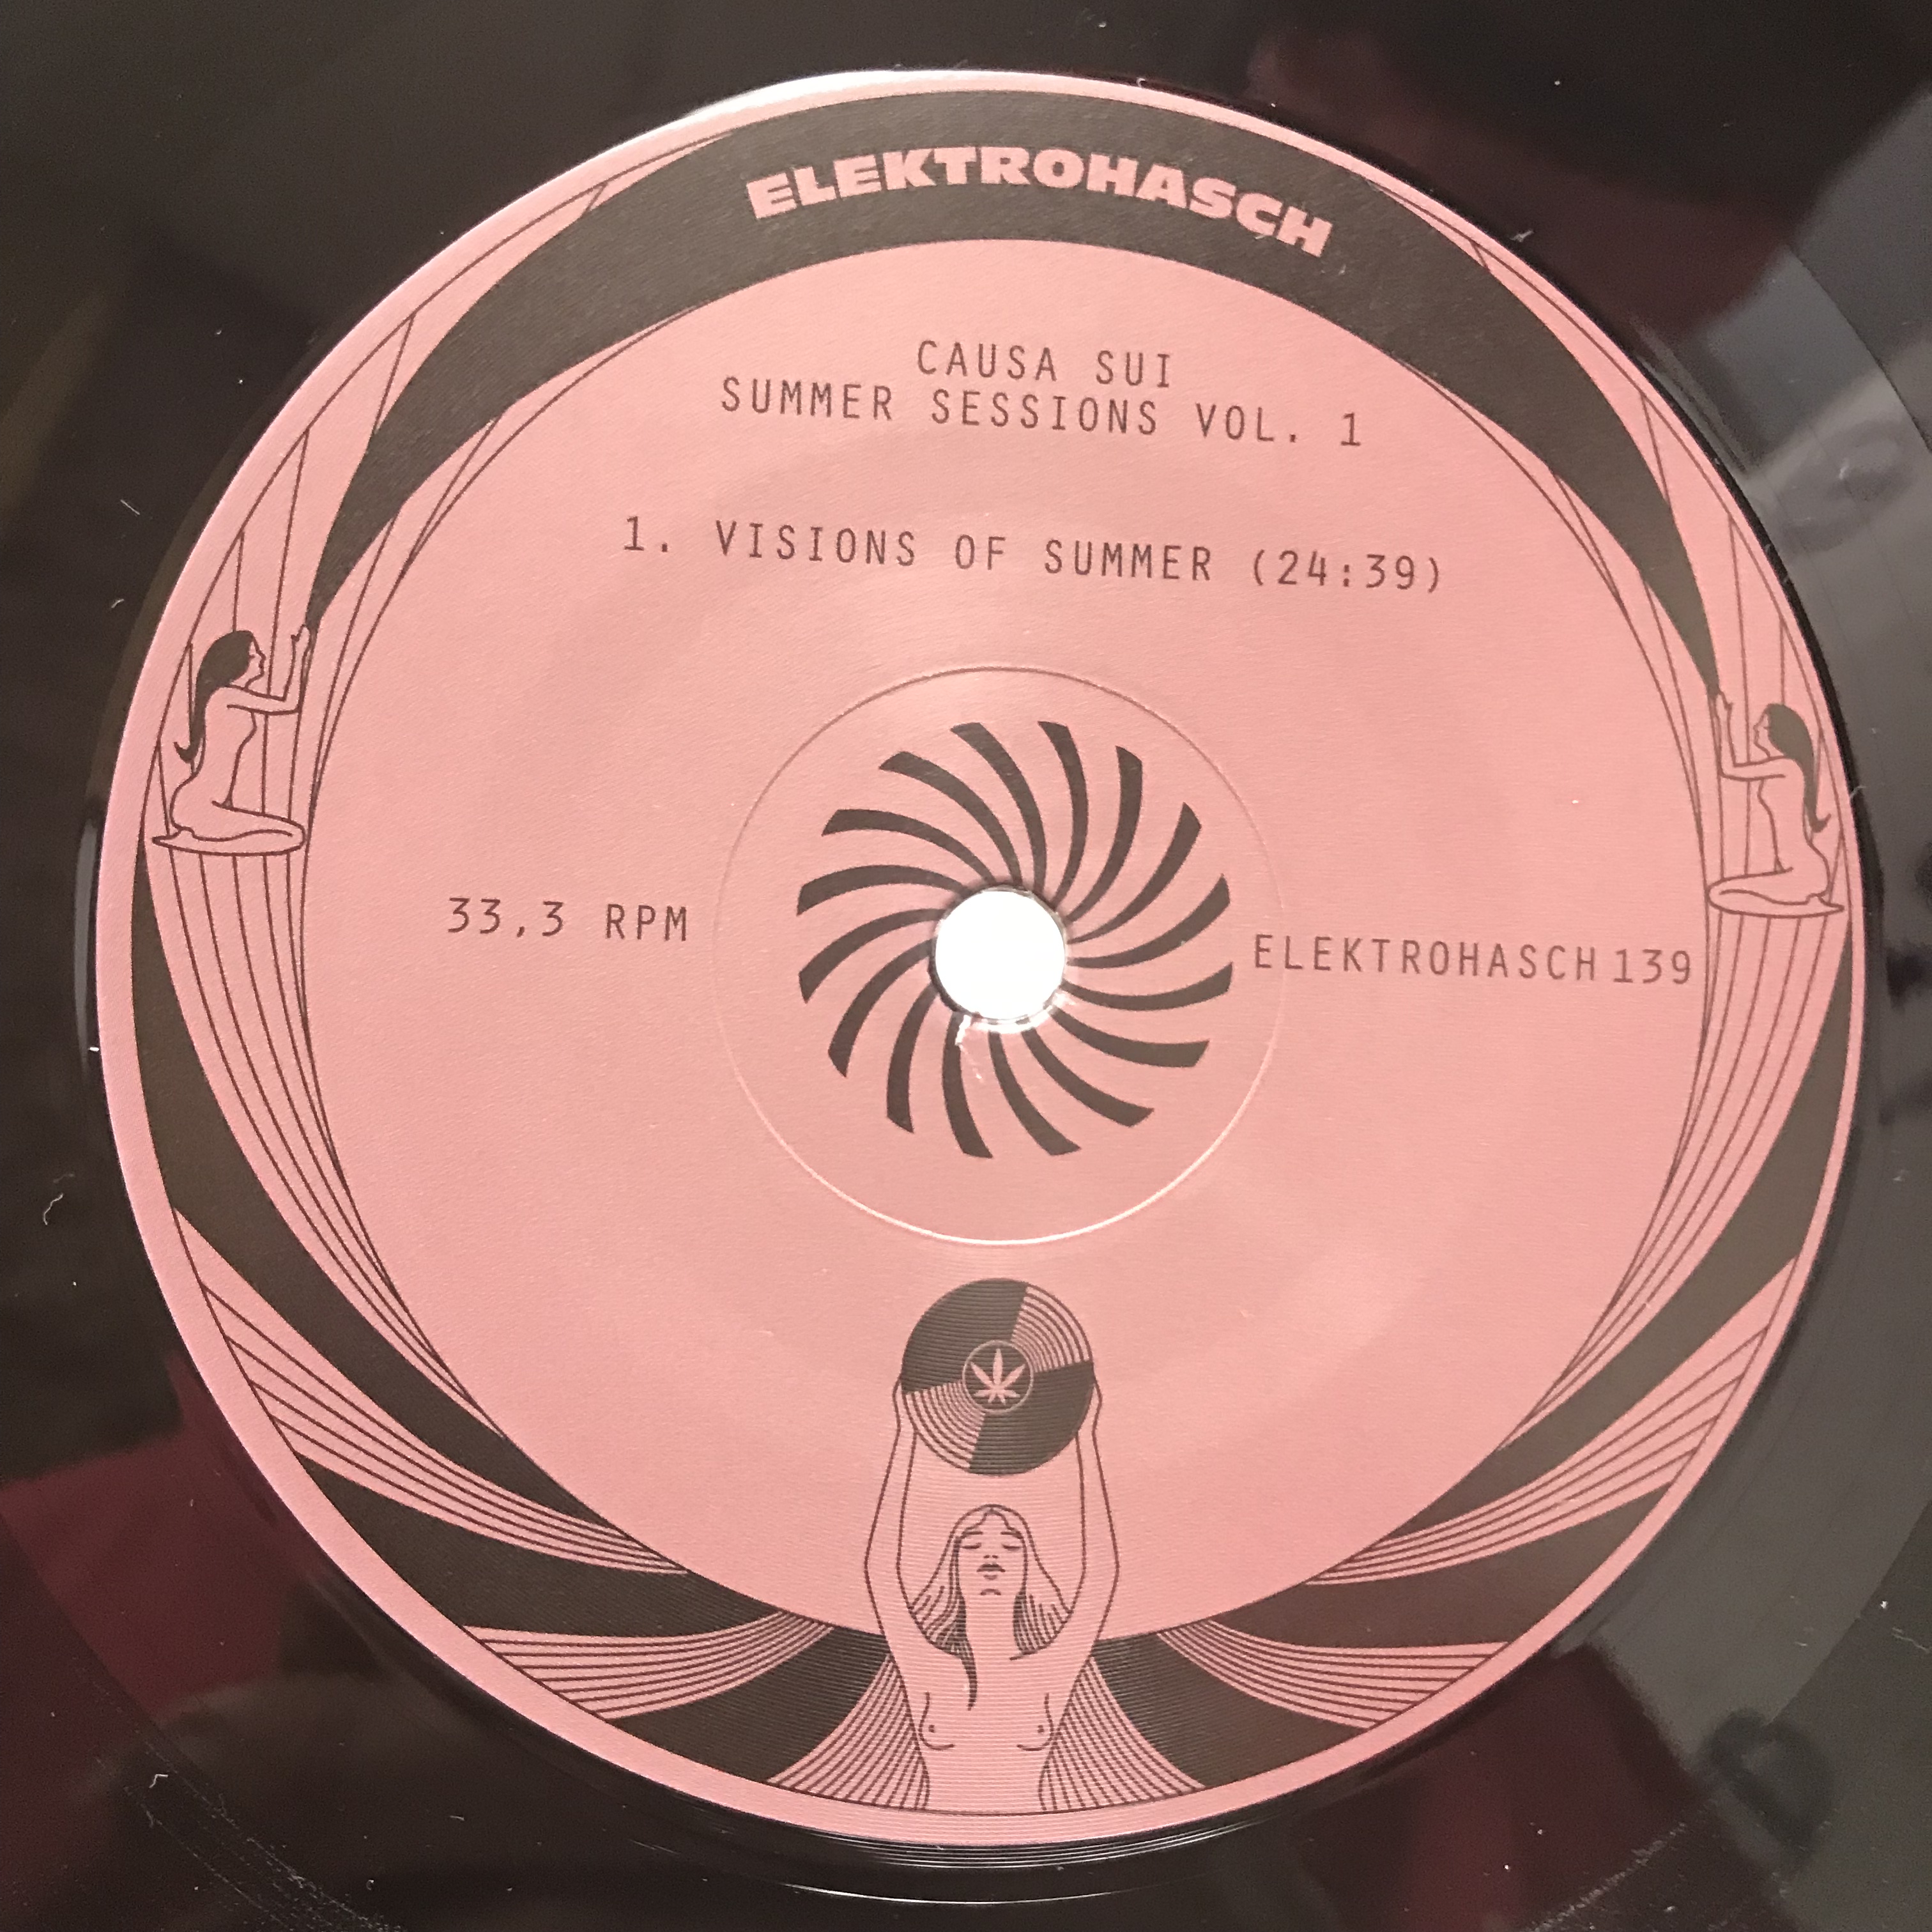 ELEKTROHASCH
CAUSA SUI
SUMMER SESSIONS VOL. 1
1. VISIONS OF SUMMER (24:39)
33,3 RPM
ELEKTROHASCH 139